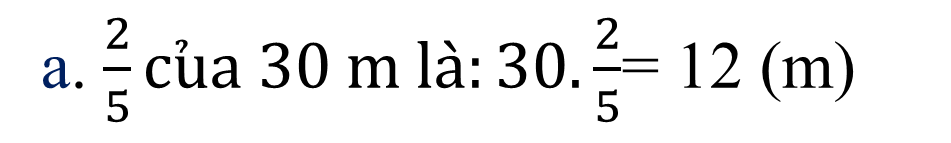 a. 2/5 của 30 m là: 30. 2/5 = 12 (m)